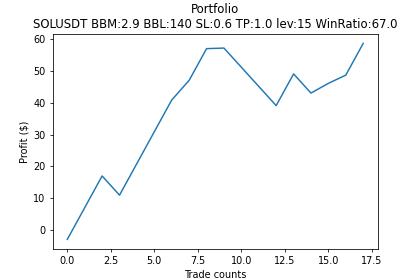 Portfolio
SOLUSDT BBM:2.9 BBL:140 SL:0.6 TP:1.0 lev:15 WinRatio:67.0
60
50
40
30
20
10
0
Profit ($)
0.0 2.5 5.0 7.5 10.0 12.5 15.0 17.5
Trade counts